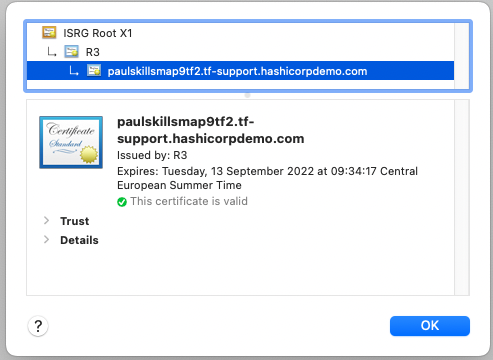 ISRG Root X1
R3
paulskillsmap9tf2.tf-support.hashicorpdemo.com
Certificate
Standard
paulskillsmap9tf2.tf-
support.hashicorpdemo.com
Issued by: R3
Expires: Tuesday, 13 September 2022 at 09:34:17 Central
European Summer Time
This certificate is valid
Trust
Details
?
OK